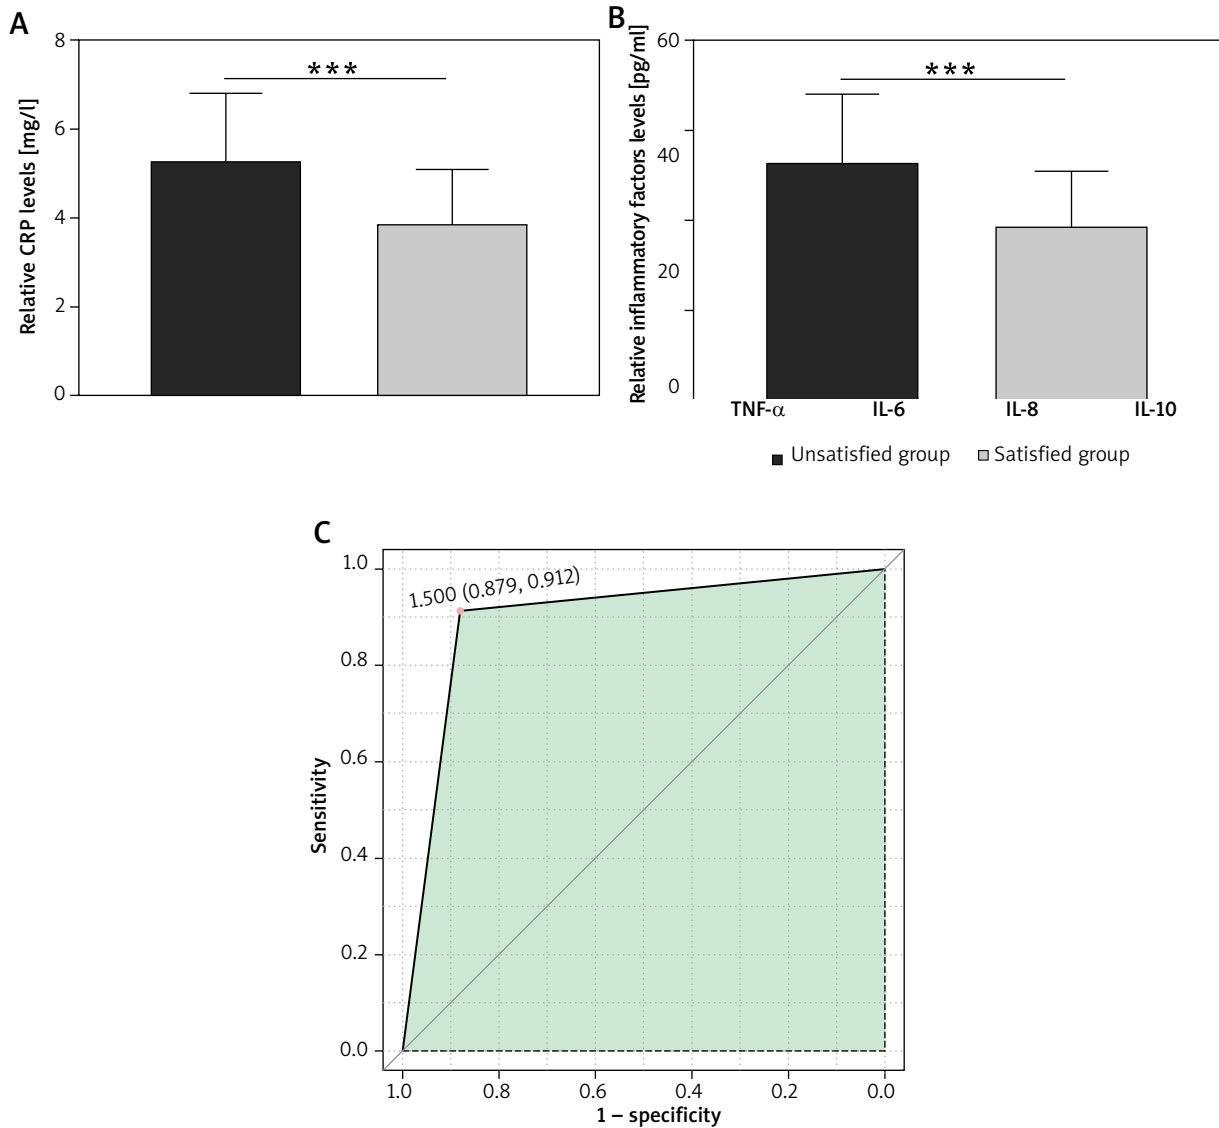 A
Relative CRP levels [mg/l]
8
6
4
2
0
***
B
Relative inflammatory factors levels [pg/ml]
60
40
20
0
***
TNF-α IL-6 IL-8 IL-10
Unsatisfied group Satisfied group
C
Sensitivity
1.0
0.8
0.6
0.4
0.2
0.0
1.500 (0.879, 0.912)
1.0 0.8 0.6 0.4 0.2 0.0
1 – specificity